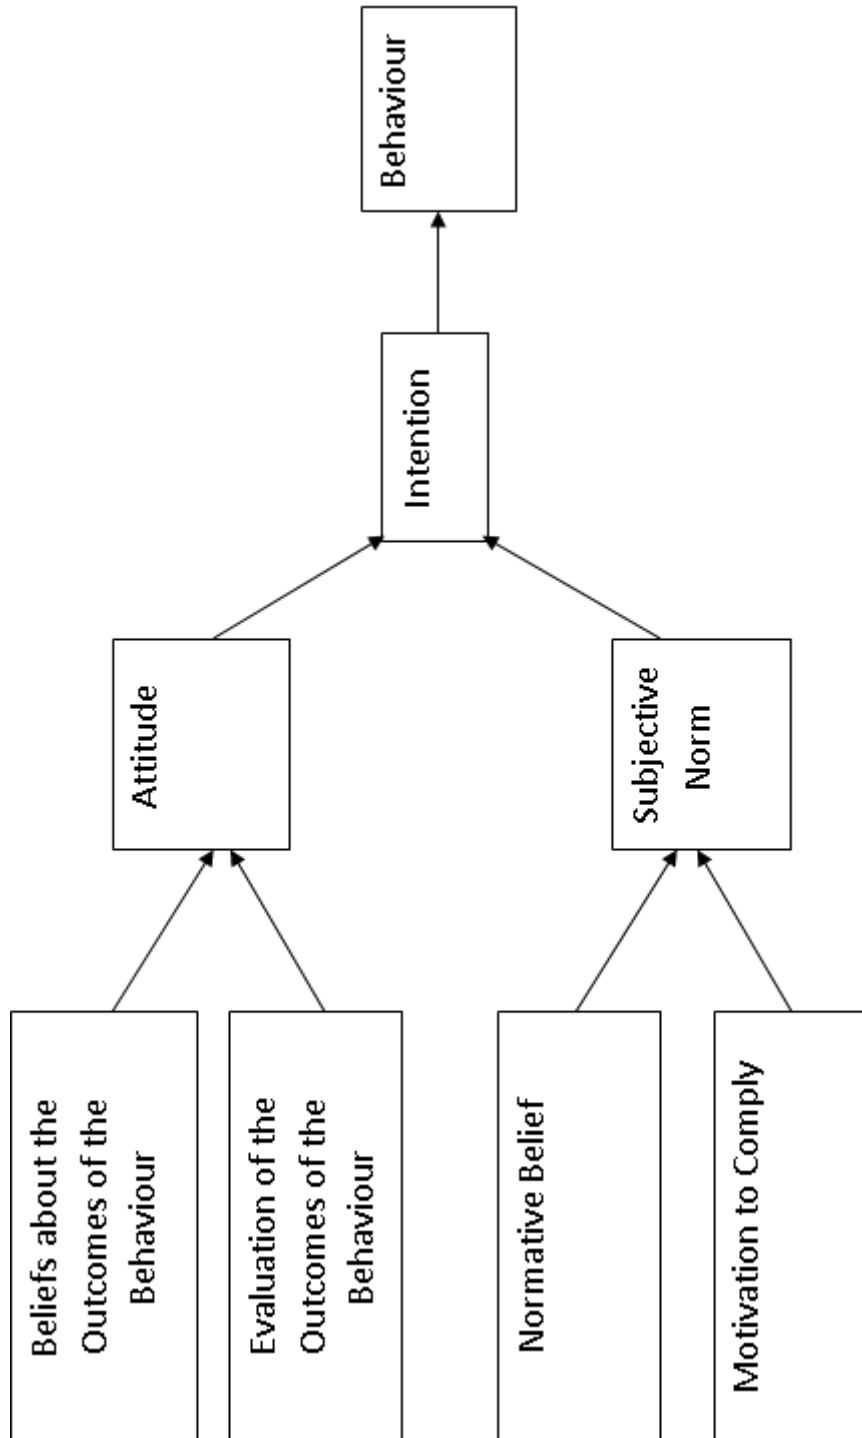 Beliefs about the
Outcomes of the
Behaviour
Evaluation of the
Outcomes of the
Behaviour
Normative Belief
Motivation to Comply
Attitude
Subjective
Norm
Intention
Behaviour